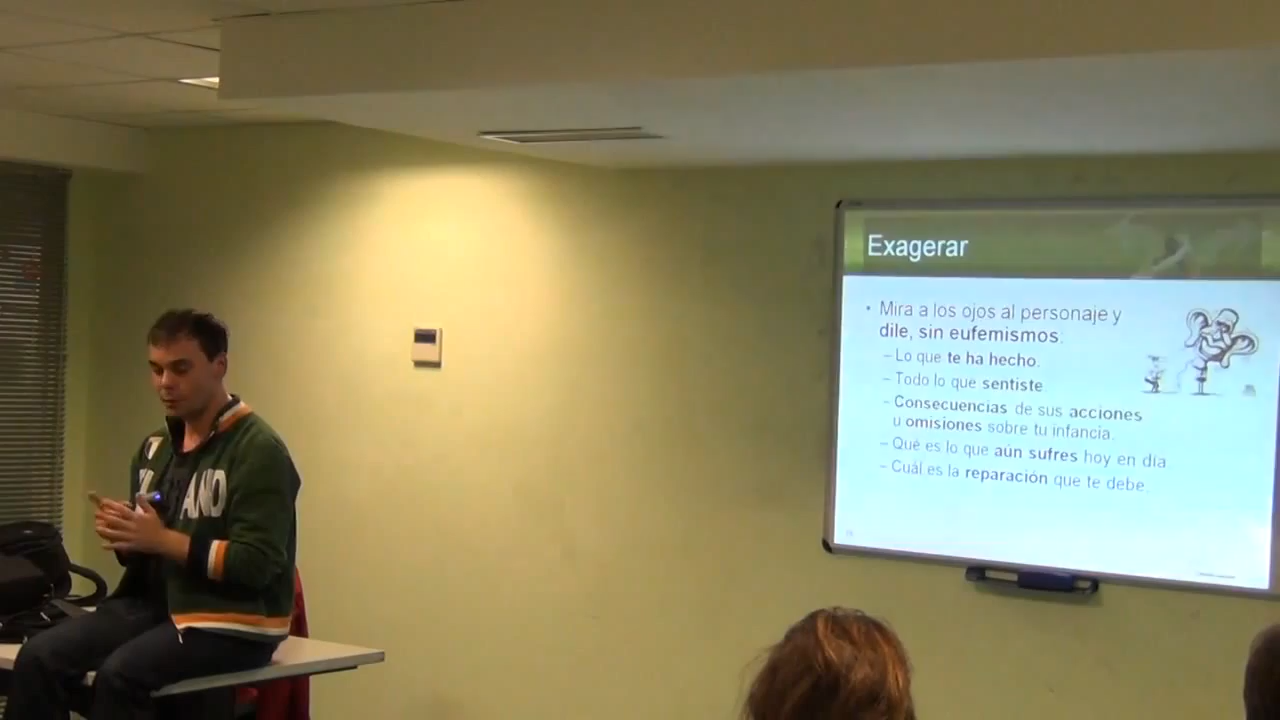 Exagerar
• Mira a los ojos al personaje y
dile, sin eufemismos:
– Lo que te ha hecho.
– Todo lo que sentiste
– Consecuencias de sus acciones
u omisiones sobre tu infancia.
– Qué es lo que aún sufres hoy en día
– Cuál es la reparación que te debe.